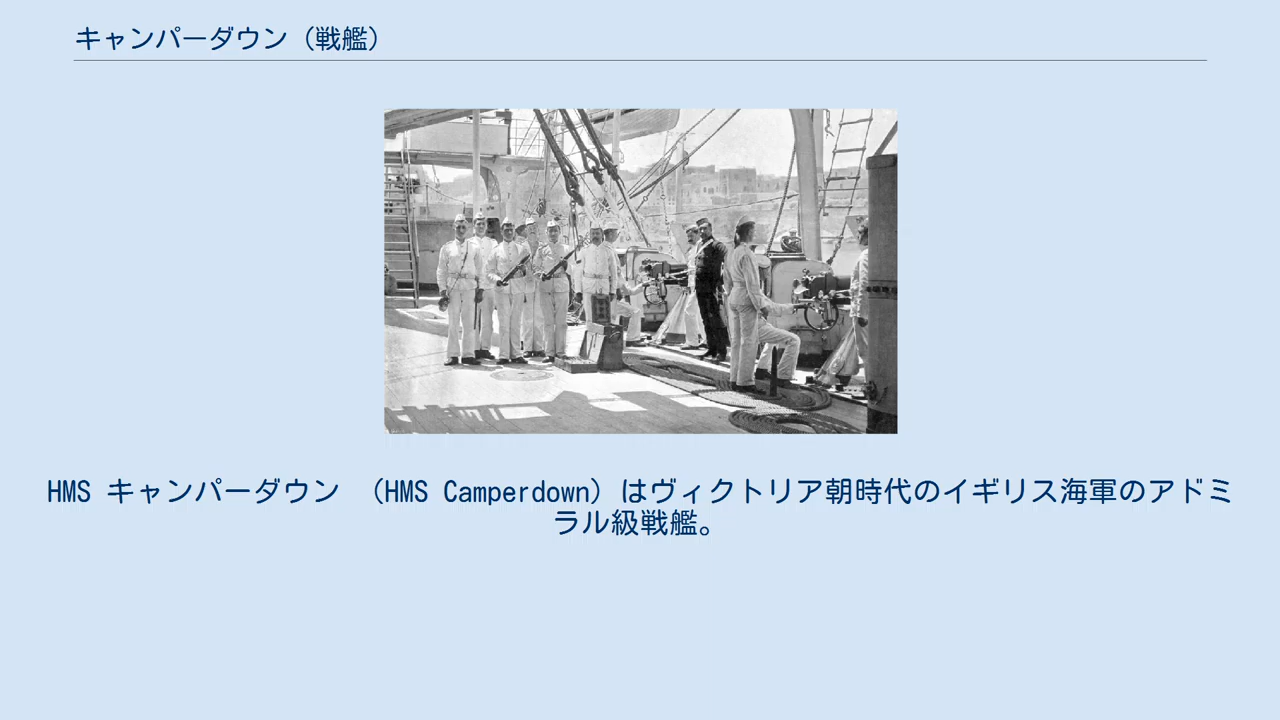 キャンパーダウン（戦艦）
HMS キャンパーダウン （HMS Camperdown）はヴィクトリア朝時代のイギリス海軍のアドミ
ラル級戦艦。